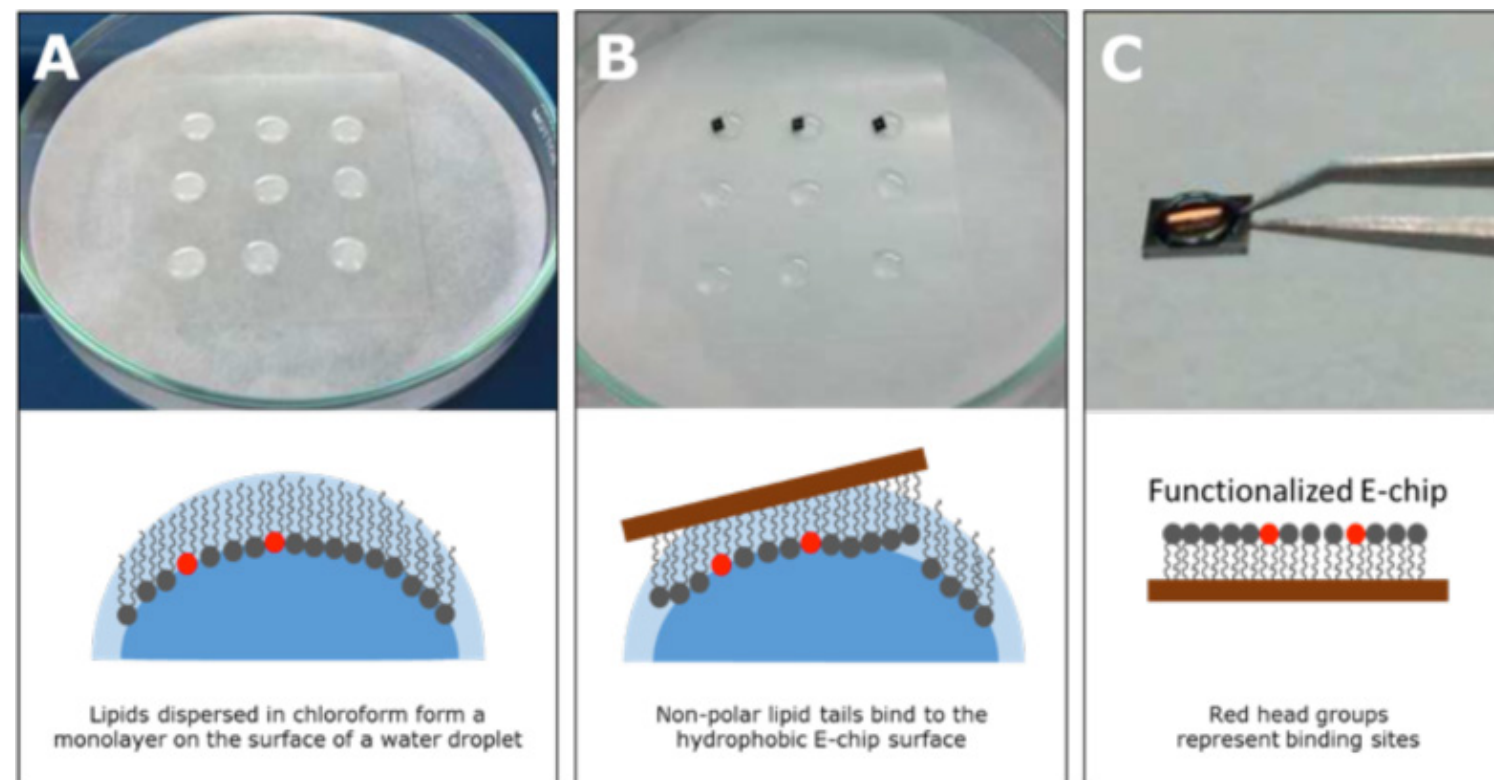 A
B
C
Functionalized E-chip
Lipids dispersed in chloroform form a
monolayer on the surface of a water droplet
Non-polar lipid tails bind to the
hydrophobic E-chip surface
Red head groups
represent binding sites